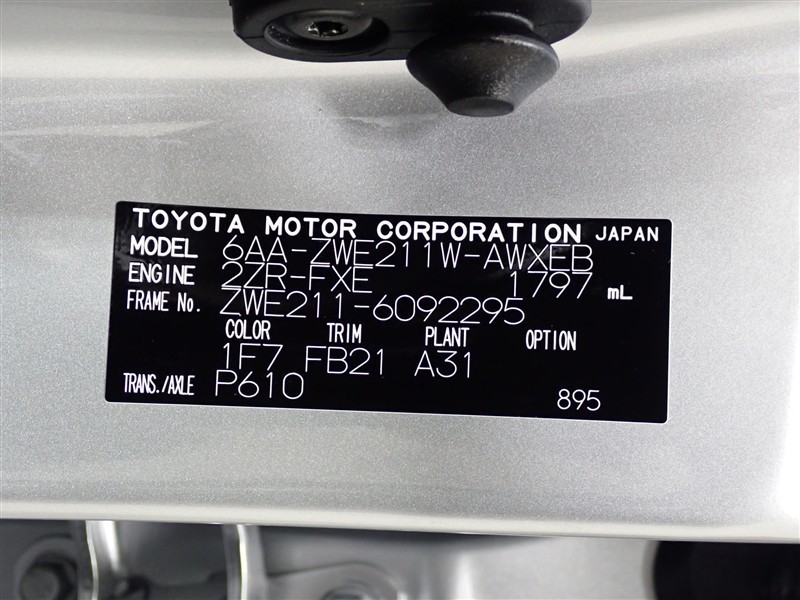 TOYOTA MOTOR CORPORATION JAPAN
MODEL 6AA-ZWE211W-AWXEB
ENGINE 2ZR-FXE 1797 mL
FRAME No. ZWE211-6092295
COLOR TRIM PLANT OPTION
1F7 FB21 A31
TRANS./AXLE P610 895